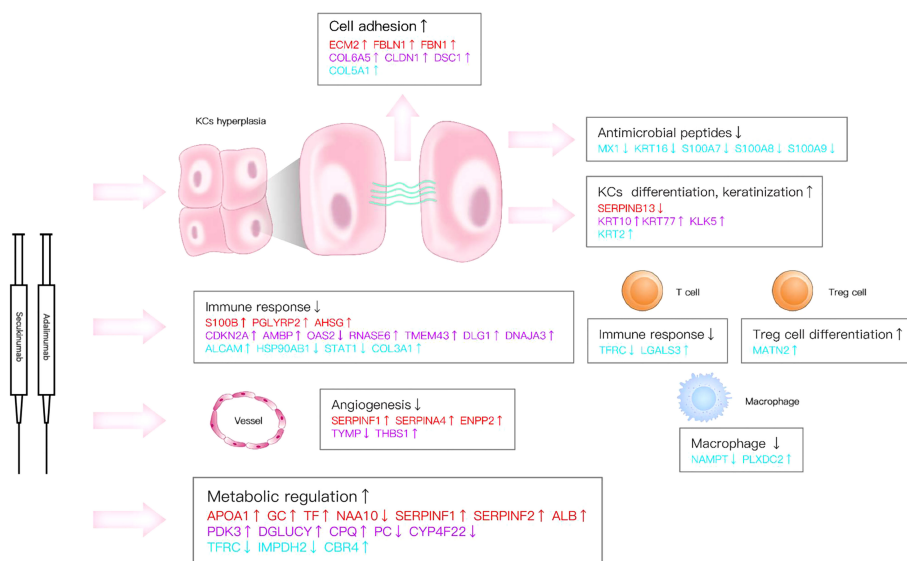 Cell adhesion ↑
ECM2 ↑ FBLN1 ↑ FBN1 ↑
COL6A5 ↑ CLDN1 ↑ DSC1 ↑
COL5A1 ↑
KCs hyperplasia
Antimicrobial peptides ↓
MX1 ↓ KRT16 ↓ S100A7 ↓ S100A8 ↓ S100A9 ↓
KCs differentiation, keratinization ↑
SERPINB13 ↓
KRT10 ↑ KRT77 ↑ KLK5 ↑
KRT2 ↑
Secukinumab
Adalimumab
Immune response ↓
S100B ↑ PGLYRP2 ↑ AHSG ↑
CDKN2A ↑ AMBP ↑ OAS2 ↓ RNASE6 ↑ TMEM43 ↑ DLG1 ↑ DNAJA3 ↑
ALCAM ↑ HSP90AB1 ↓ STAT1 ↓ COL3A1 ↑
T cell
Immune response ↓
TFRC ↓ LGALS3 ↑
Treg cell
Treg cell differentiation ↑
MATN2 ↑
Vessel
Angiogenesis ↓
SERPINF1 ↑ SERPINA4 ↑ ENPP2 ↑
TYMP ↓ THBS1 ↑
Macrophage
Macrophage ↓
NAMPT ↓ PLXDC2 ↑
Metabolic regulation ↑
APOA1 ↑ GC ↑ TF ↑ NAA10 ↓ SERPINF1 ↑ SERPINF2 ↑ ALB ↑
PDK3 ↑ DGLUCY ↑ CPQ ↑ PC ↓ CYP4F22 ↓
TFRC ↓ IMPDH2 ↓ CBR4 ↑